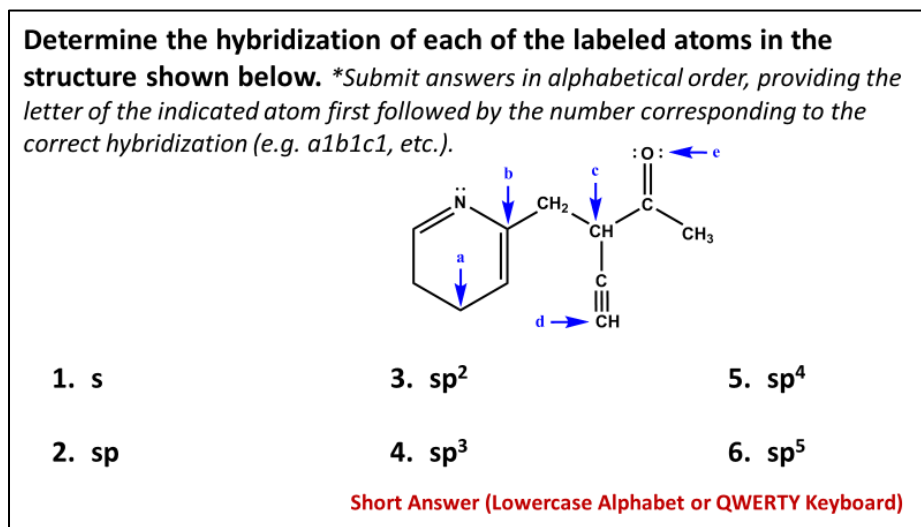 Determine the hybridization of each of the labeled atoms in the
structure shown below. *Submit answers in alphabetical order, providing the
letter of the indicated atom first followed by the number corresponding to the
correct hybridization (e.g. a1b1c1, etc.).
:O: e
b c
N̈ CH₂ C
CH CH₃
a
C
d CH
1. s 3. sp² 5. sp⁴
2. sp 4. sp³ 6. sp⁵
Short Answer (Lowercase Alphabet or QWERTY Keyboard)